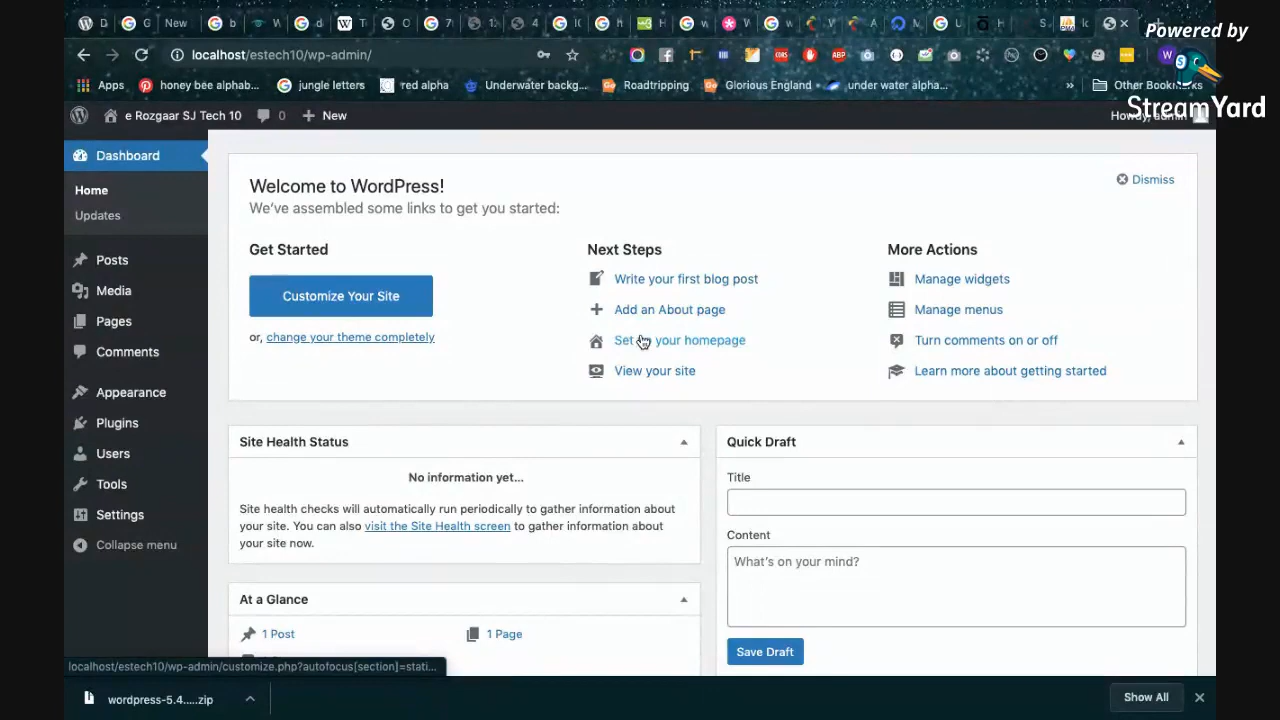 Powered by
StreamYard
localhost/estech10/wp-admin/
Apps
honey bee alphab...
jungle letters
red alpha
Underwater backg...
Roadtripping
Glorious England
under water alpha...
»
Other Bookmarks
e Rozgaar SJ Tech 10
0
New
Howdy, admin
Dashboard
Home
Updates
Posts
Media
Pages
Comments
Appearance
Plugins
Users
Tools
Settings
Collapse menu
Welcome to WordPress!
We've assembled some links to get you started:
Dismiss
Get Started
Customize Your Site
or, change your theme completely
Next Steps
Write your first blog post
Add an About page
Set your homepage
View your site
More Actions
Manage widgets
Manage menus
Turn comments on or off
Learn more about getting started
Site Health Status
No information yet...
Site health checks will automatically run periodically to gather information about
your site. You can also visit the Site Health screen to gather information about
your site now.
At a Glance
1 Post
1 Page
Quick Draft
Title
Content
What's on your mind?
Save Draft
localhost/estech10/wp-admin/customize.php?autofocus[section]=stati...
wordpress-5.4.....zip
Show All